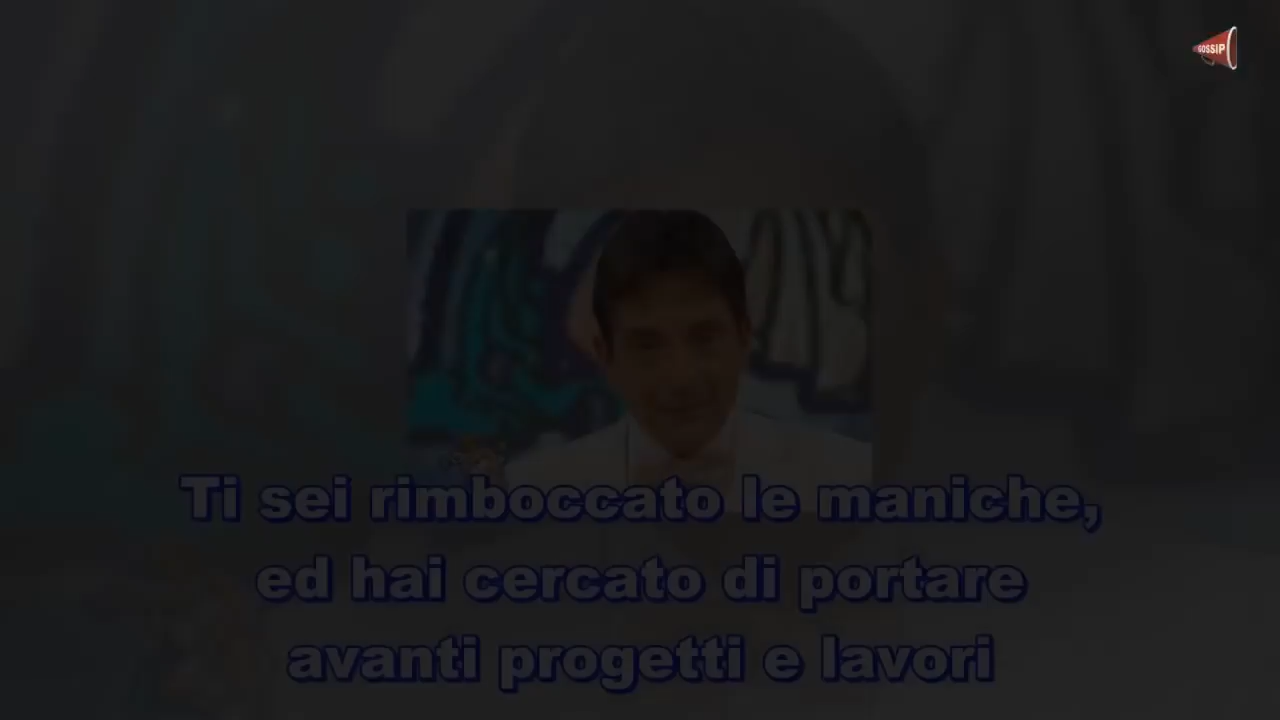 GOSSIP
Ti sei rimboccato le maniche,
ed hai cercato di portare
avanti progetti e lavori